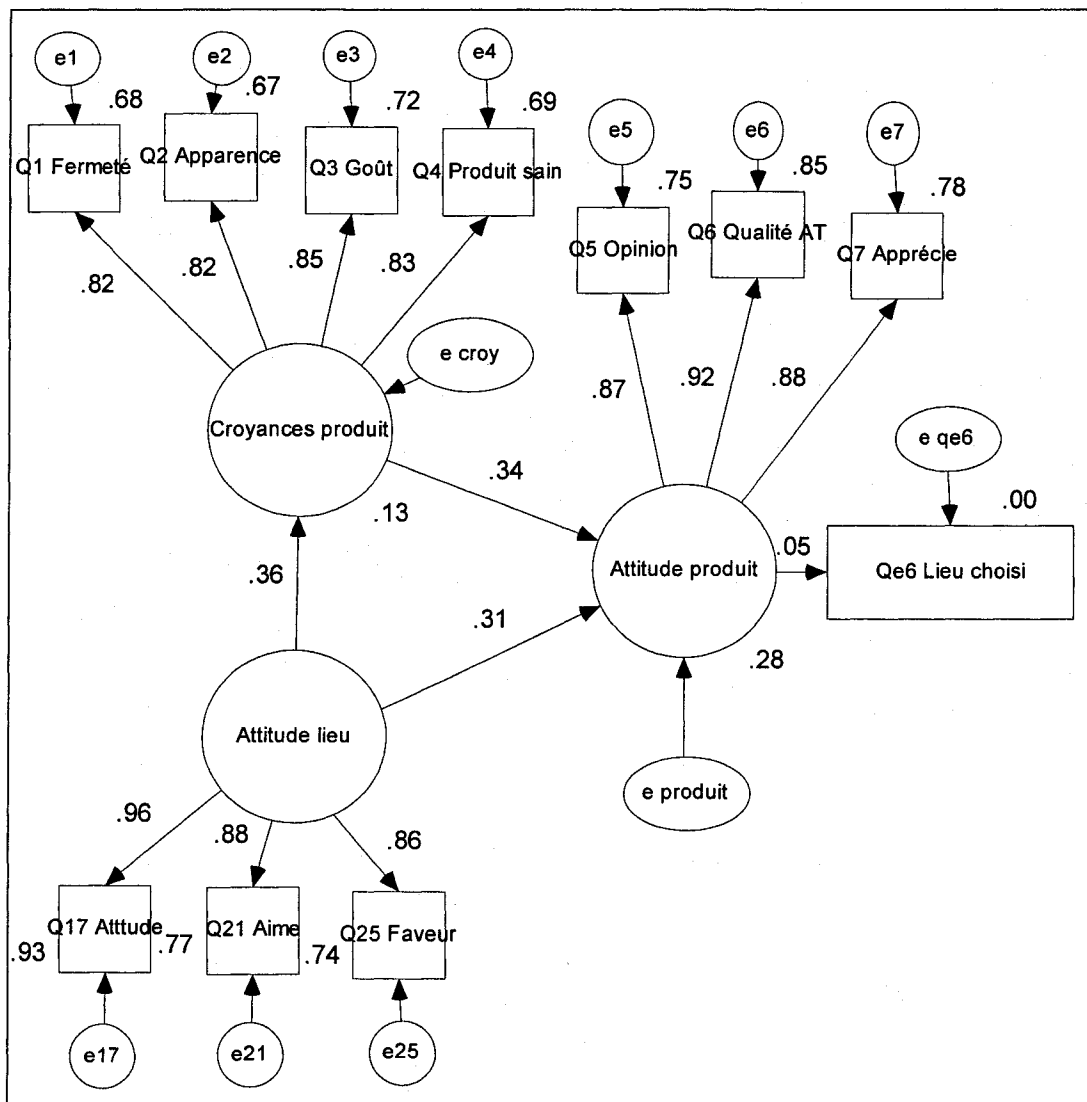 e1
e2
e3
e4
.68
.67
.72
.69
Q1 Fermeté
Q2 Apparence
Q3 Goût
Q4 Produit sain
e5
e6
e7
.75
.85
.78
Q5 Opinion
Q6 Qualité AT
Q7 Apprécie
.82
.82
.85
.83
e croy
.87
.92
.88
Croyances produit
e qe6
.34
.13
.00
.05
Attitude produit
Qe6 Lieu choisi
.36
.31
.28
Attitude lieu
e produit
.96
.88
.86
Q17 Atttude
Q21 Aime
Q25 Faveur
.93
.77
.74
e17
e21
e25